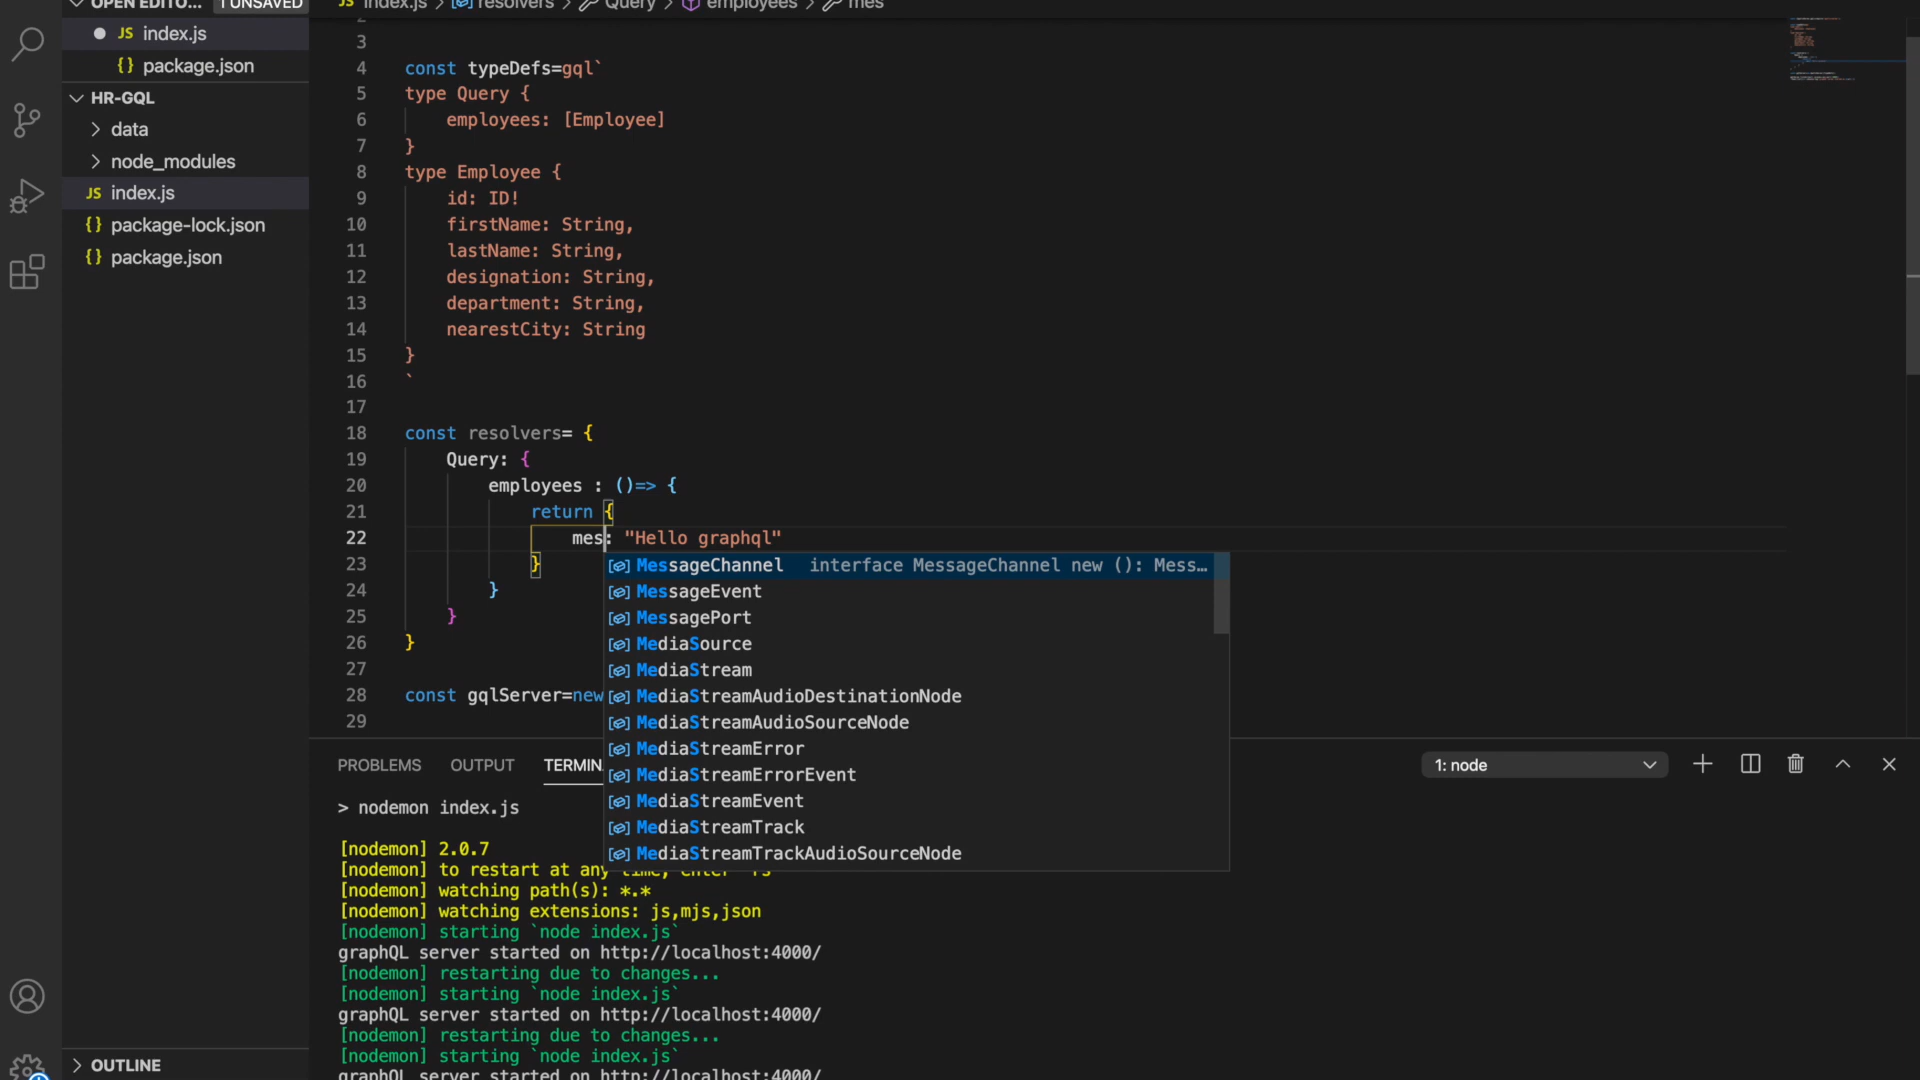 OPEN EDITO... 1 UNSAVED
JS index.js
{} package.json
HR-GQL
data
node_modules
JS index.js
{} package-lock.json
{} package.json
OUTLINE
JS index.js > resolvers > Query > employees > mes
2
3
4 const typeDefs=gql`
5 type Query {
6 employees: [Employee]
7 }
8 type Employee {
9 id: ID!
10 firstName: String,
11 lastName: String,
12 designation: String,
13 department: String,
14 nearestCity: String
15 }
16 `
17
18 const resolvers= {
19 Query: {
20 employees : ()=> {
21 return {
22 mes: "Hello graphql"
23 }
24 }
25 }
26 }
27
28 const gqlServer=new
29
MessageChannel interface MessageChannel new (): Mess…
MessageEvent
MessagePort
MediaSource
MediaStream
MediaStreamAudioDestinationNode
MediaStreamAudioSourceNode
MediaStreamError
MediaStreamErrorEvent
MediaStreamEvent
MediaStreamTrack
MediaStreamTrackAudioSourceNode
PROBLEMS OUTPUT TERMIN 1: node
> nodemon index.js
[nodemon] 2.0.7
[nodemon] to restart at any time, enter `rs`
[nodemon] watching path(s): *.*
[nodemon] watching extensions: js,mjs,json
[nodemon] starting `node index.js`
graphQL server started on http://localhost:4000/
[nodemon] restarting due to changes...
[nodemon] starting `node index.js`
graphQL server started on http://localhost:4000/
[nodemon] restarting due to changes...
[nodemon] starting `node index.js`
graphQL server started on http://localhost:4000/